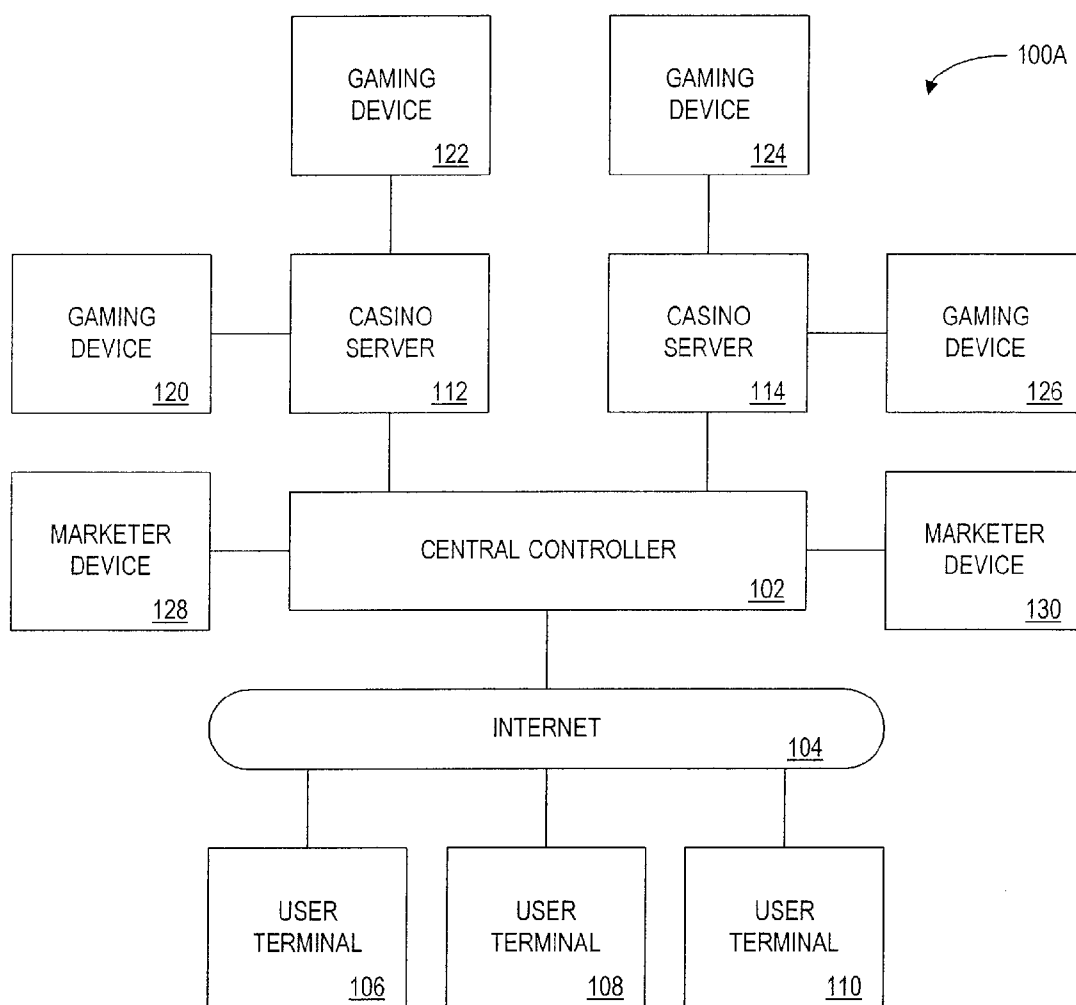 100A
GAMING
DEVICE
122
GAMING
DEVICE
124
GAMING
DEVICE
120
CASINO
SERVER
112
CASINO
SERVER
114
GAMING
DEVICE
126
MARKETER
DEVICE
128
CENTRAL CONTROLLER
102
MARKETER
DEVICE
130
INTERNET
104
USER
TERMINAL
106
USER
TERMINAL
108
USER
TERMINAL
110